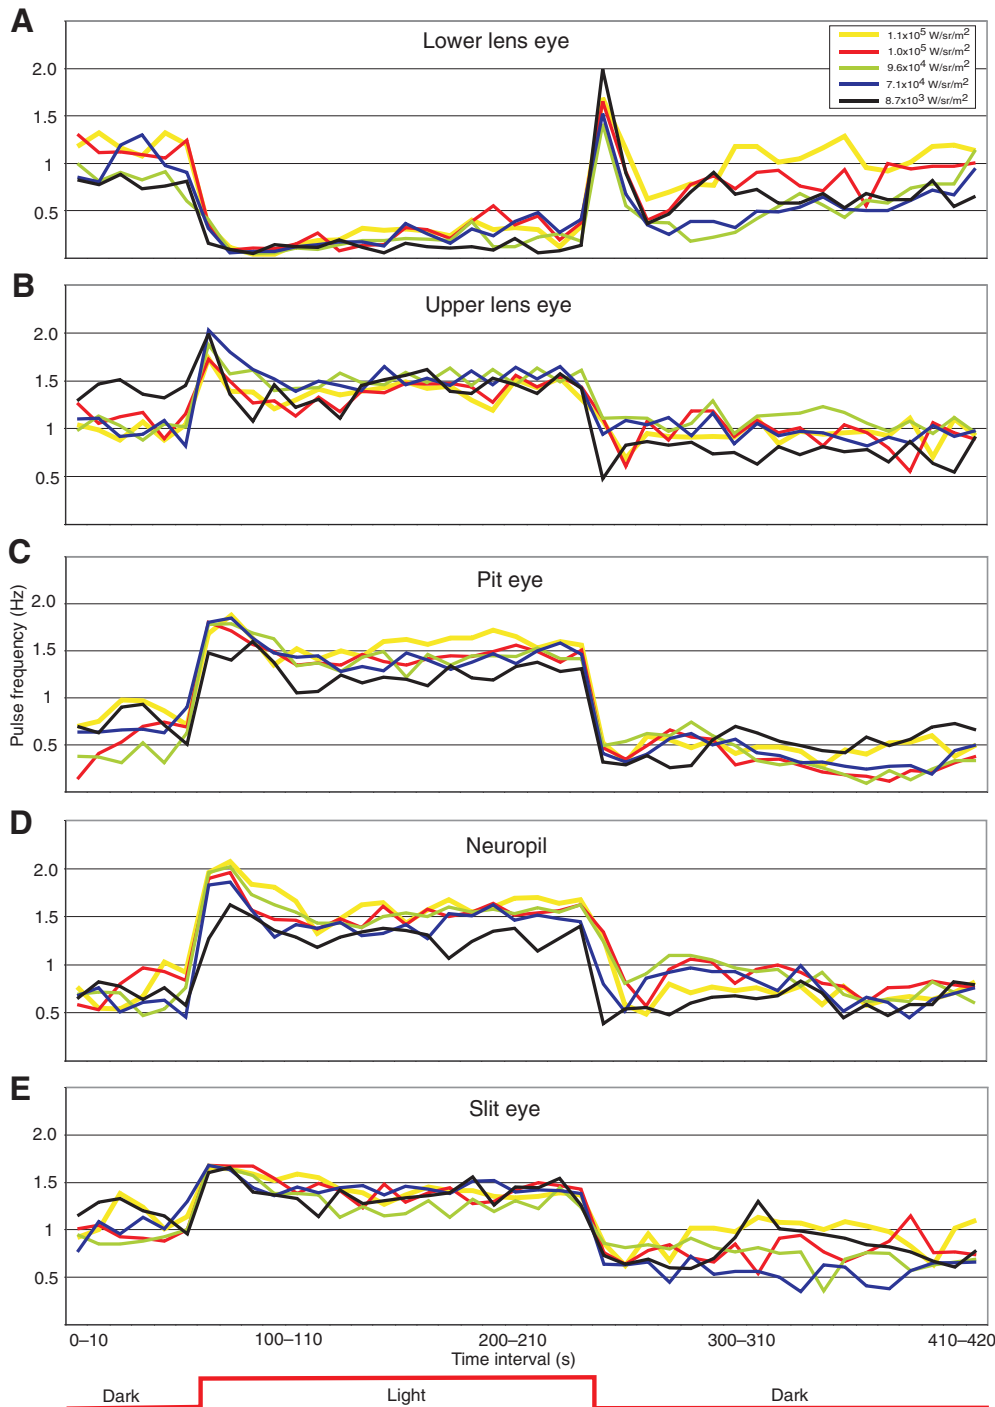 A
Lower lens eye
1.1x10⁵ W/sr/m²
1.0x10⁵ W/sr/m²
9.6x10⁴ W/sr/m²
7.1x10⁴ W/sr/m²
8.7x10³ W/sr/m²
2.0
1.5
1
0.5
B
Upper lens eye
2.0
1.5
1
0.5
C
Pit eye
2.0
1.5
1
0.5
Pulse frequency (Hz)
D
Neuropil
2.0
1.5
1
0.5
E
Slit eye
2.0
1.5
1
0.5
0–10 100–110 200–210 300–310 410–420
Time interval (s)
Dark Light Dark